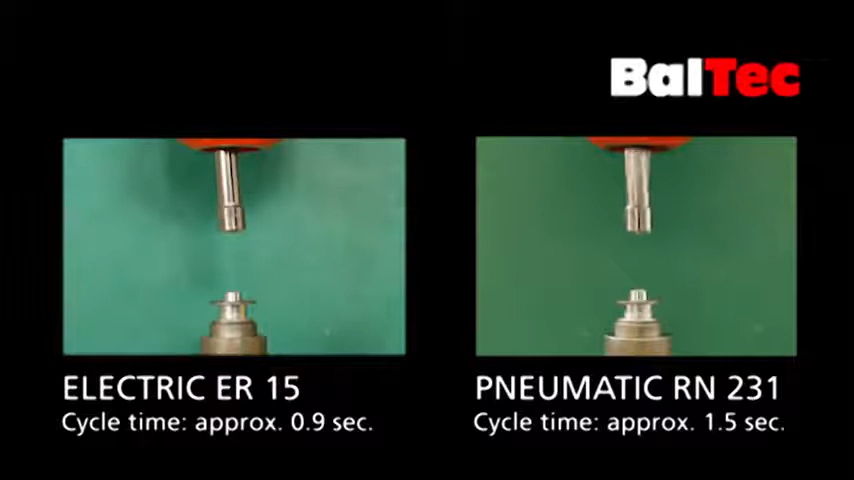 BalTec
ELECTRIC ER 15
Cycle time: approx. 0.9 sec.
PNEUMATIC RN 231
Cycle time: approx. 1.5 sec.